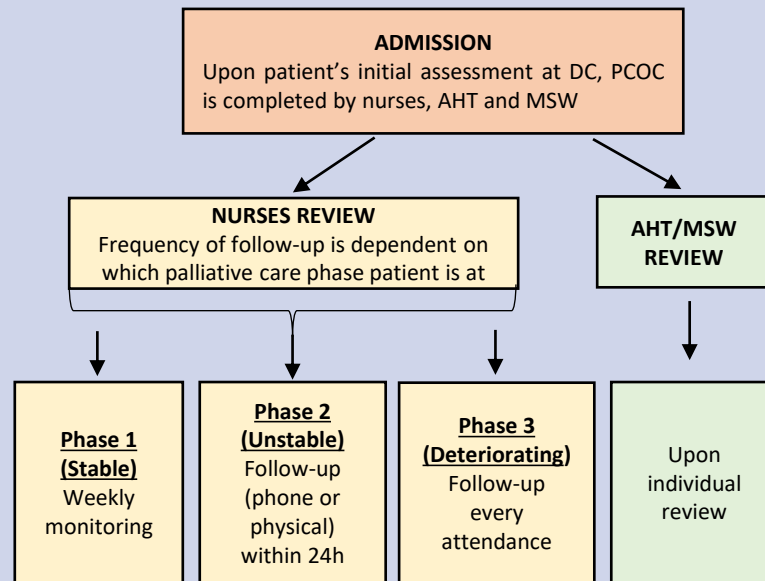 ADMISSION
Upon patient's initial assessment at DC, PCOC
is completed by nurses, AHT and MSW
NURSES REVIEW
Frequency of follow-up is dependent on
which palliative care phase patient is at
AHT/MSW
REVIEW
Phase 1
(Stable)
Weekly
monitoring
Phase 2
(Unstable)
Follow-up
(phone or
physical)
within 24h
Phase 3
(Deteriorating)
Follow-up
every
attendance
Upon
individual
review